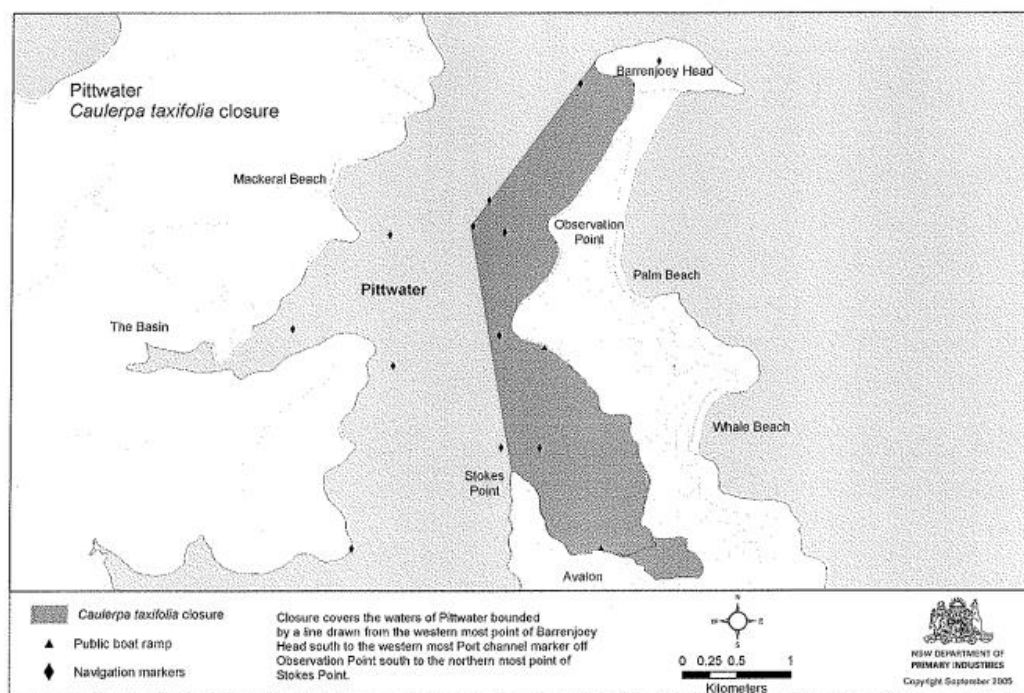 Pittwater
Caulerpa taxifolia closure
Barrenjoey Head
Mackeral Beach
Observation
Point
Palm Beach
Pittwater
The Basin
Whale Beach
Stokes
Point
Avalon
Caulerpa taxifolia closure
Public boat ramp
Navigation markers
Closure covers the waters of Pittwater bounded
by a line drawn from the western most point of Barrenjoey
Head south to the western most Port channel marker off
Observation Point south to the northern most point of
Stokes Point.
N
W
E
S
0 0.25 0.5 1
Kilometers
NSW DEPARTMENT OF
PRIMARY INDUSTRIES
Copyright September 2005